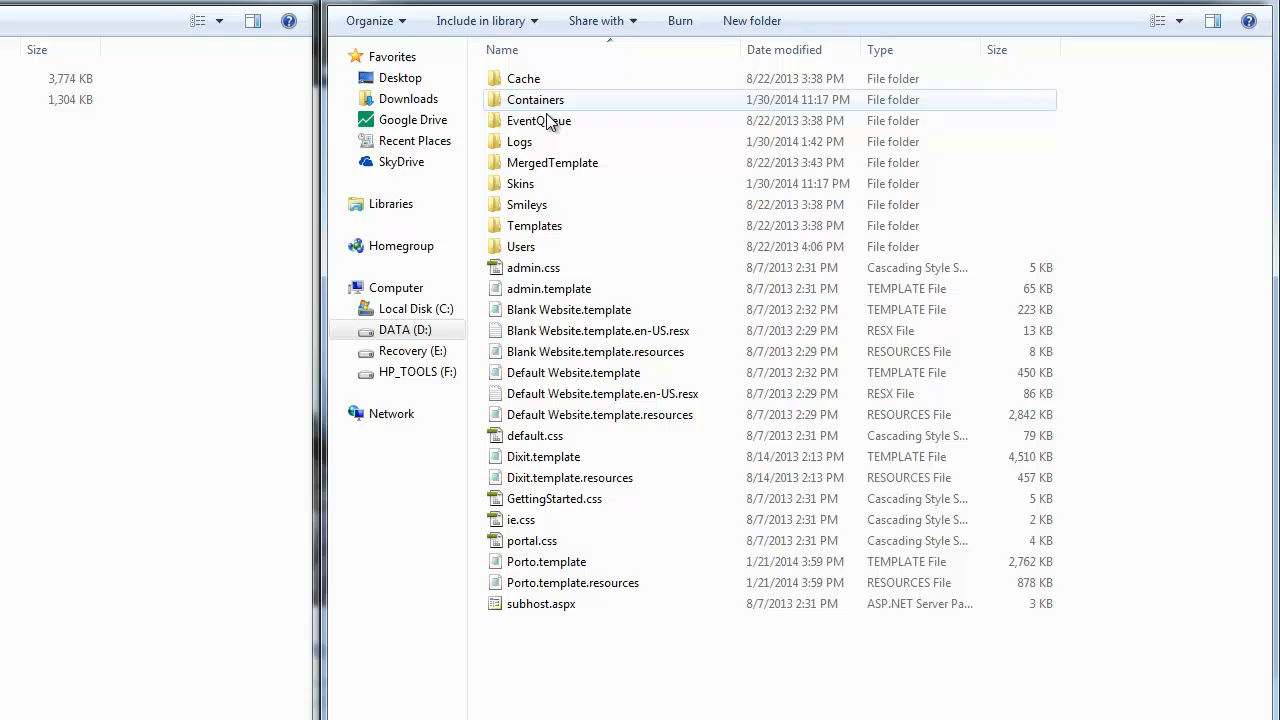 Organize Include in library Share with Burn New folder
Size
3,774 KB
1,304 KB
Favorites
Desktop
Downloads
Google Drive
Recent Places
SkyDrive
Libraries
Homegroup
Computer
Local Disk (C:)
DATA (D:)
Recovery (E:)
HP_TOOLS (F:)
Network
Name Date modified Type Size
Cache 8/22/2013 3:38 PM File folder
Containers 1/30/2014 11:17 PM File folder
EventQueue 8/22/2013 3:38 PM File folder
Logs 1/30/2014 1:42 PM File folder
MergedTemplate 8/22/2013 3:43 PM File folder
Skins 1/30/2014 11:17 PM File folder
Smileys 8/22/2013 3:38 PM File folder
Templates 8/22/2013 3:38 PM File folder
Users 8/22/2013 4:06 PM File folder
admin.css 8/7/2013 2:31 PM Cascading Style S... 5 KB
admin.template 8/7/2013 2:31 PM TEMPLATE File 65 KB
Blank Website.template 8/7/2013 2:32 PM TEMPLATE File 223 KB
Blank Website.template.en-US.resx 8/7/2013 2:29 PM RESX File 13 KB
Blank Website.template.resources 8/7/2013 2:29 PM RESOURCES File 8 KB
Default Website.template 8/7/2013 2:32 PM TEMPLATE File 450 KB
Default Website.template.en-US.resx 8/7/2013 2:29 PM RESX File 86 KB
Default Website.template.resources 8/7/2013 2:29 PM RESOURCES File 2,842 KB
default.css 8/7/2013 2:31 PM Cascading Style S... 79 KB
Dixit.template 8/14/2013 2:13 PM TEMPLATE File 4,510 KB
Dixit.template.resources 8/14/2013 2:13 PM RESOURCES File 457 KB
GettingStarted.css 8/7/2013 2:31 PM Cascading Style S... 5 KB
ie.css 8/7/2013 2:31 PM Cascading Style S... 2 KB
portal.css 8/7/2013 2:31 PM Cascading Style S... 4 KB
Porto.template 1/21/2014 3:59 PM TEMPLATE File 2,762 KB
Porto.template.resources 1/21/2014 3:59 PM RESOURCES File 878 KB
subhost.aspx 8/7/2013 2:31 PM ASP.NET Server Pa... 3 KB